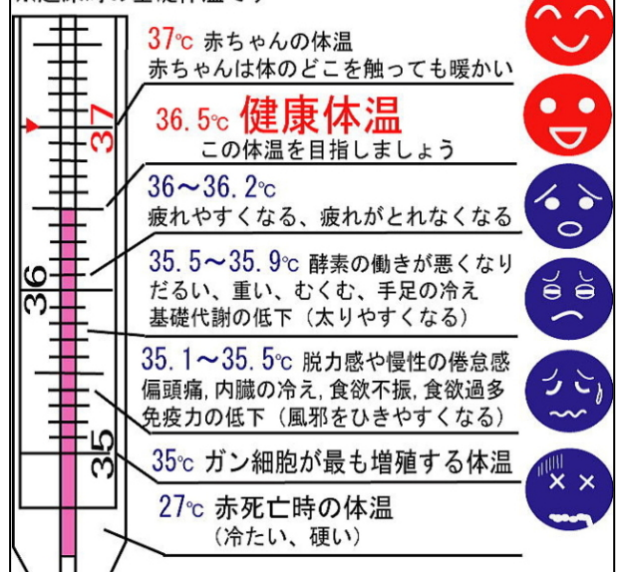 37℃ 赤ちゃんの体温
赤ちゃんは体のどこを触っても暖かい
36.5℃ 健康体温
この体温を目指しましょう
36～36.2℃
疲れやすくなる、疲れがとれなくなる
35.5～35.9℃ 酵素の働きが悪くなり
だるい、重い、むくむ、手足の冷え
基礎代謝の低下（太りやすくなる）
35.1～35.5℃ 脱力感や慢性の倦怠感
偏頭痛,内臓の冷え,食欲不振,食欲過多
免疫力の低下（風邪をひきやすくなる）
35℃ ガン細胞が最も増殖する体温
27℃ 赤死亡時の体温
（冷たい、硬い）
37
36
35